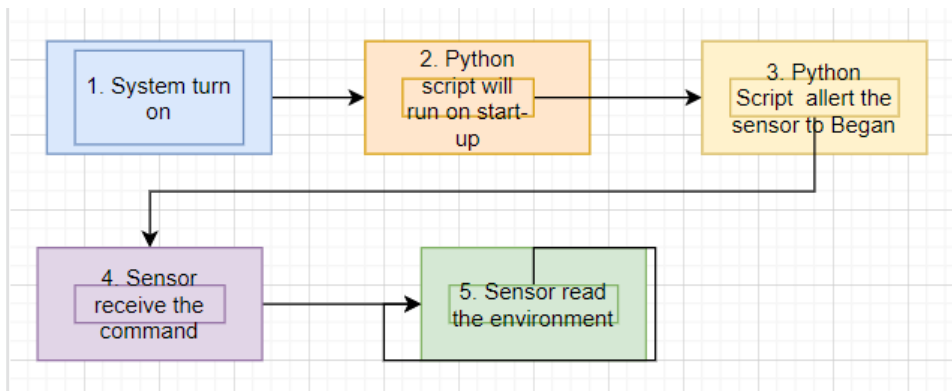 1. System turn
on
2. Python
script will
run on start-
up
3. Python
Script allert the
sensor to Began
4. Sensor
receive the
command
5. Sensor read
the environment